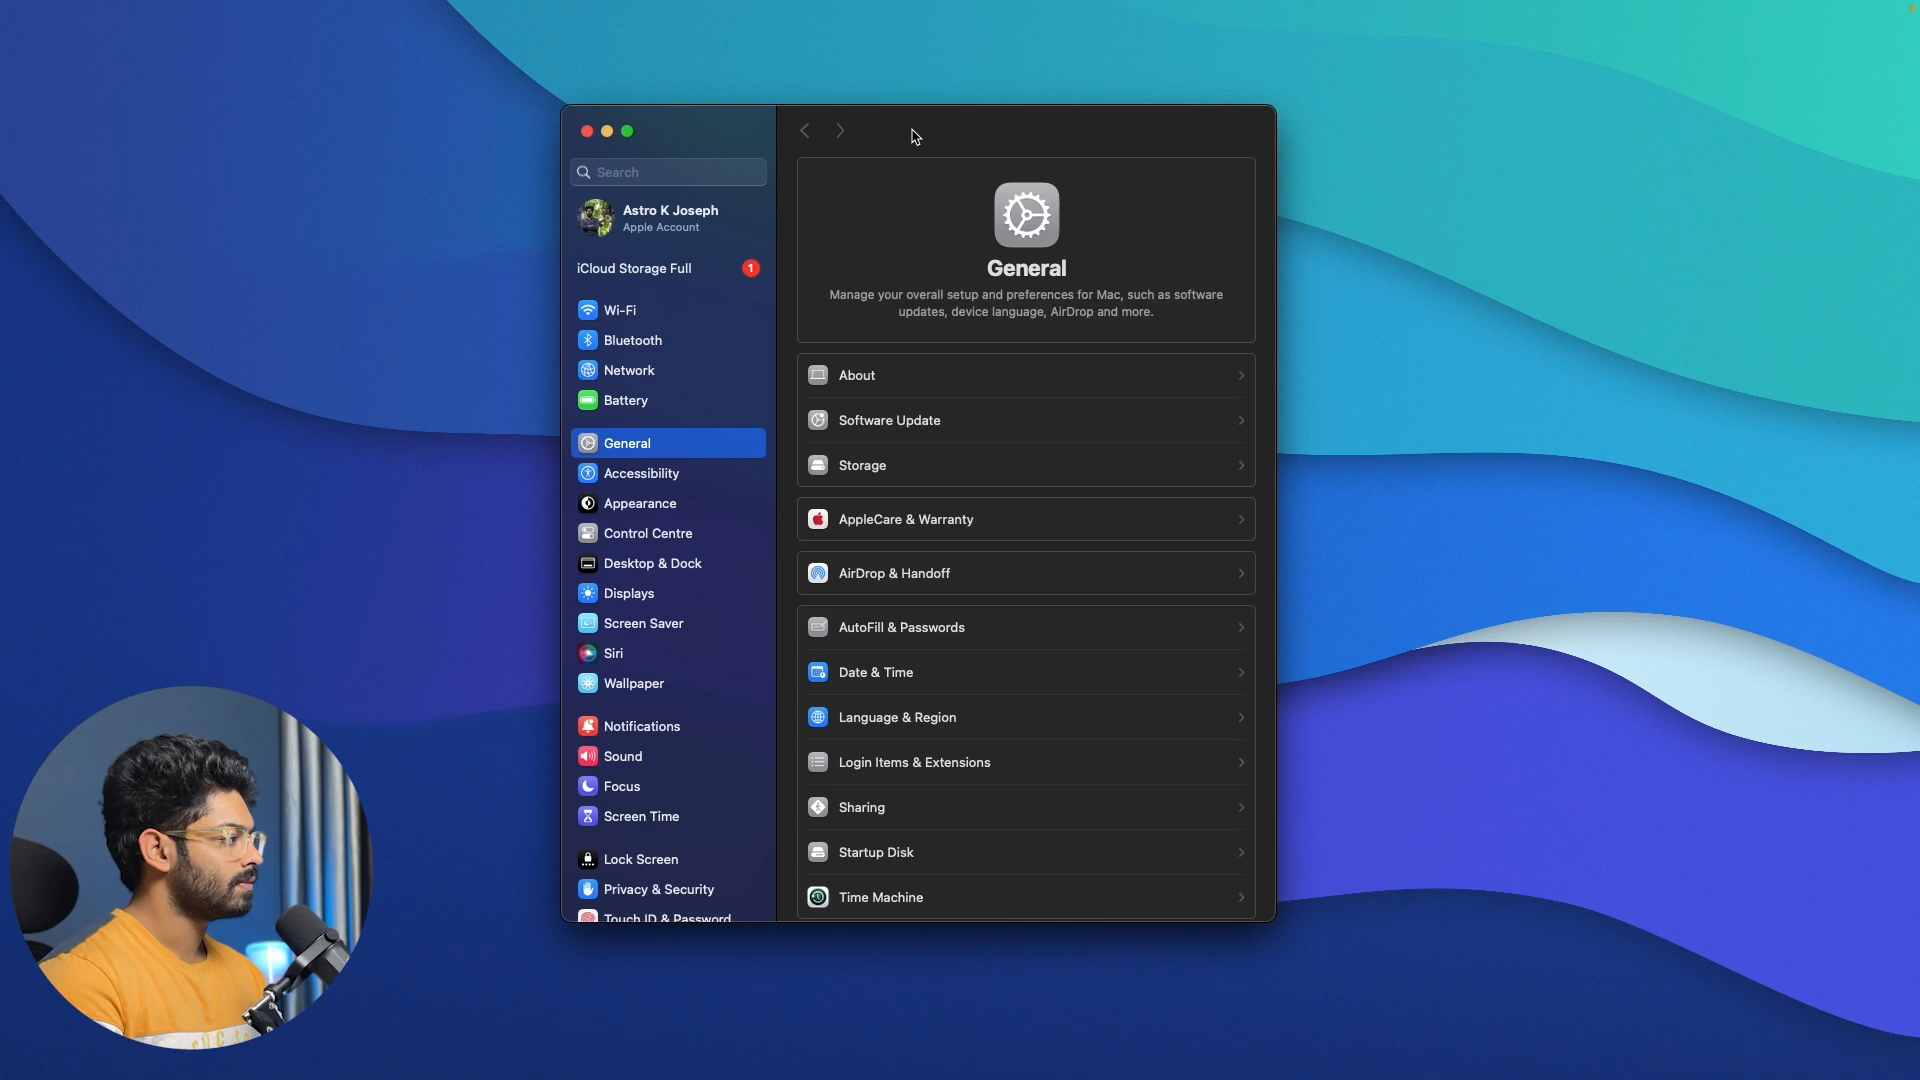 Search
Astro K Joseph
Apple Account
iCloud Storage Full
1
Wi-Fi
Bluetooth
Network
Battery
General
Accessibility
Appearance
Control Centre
Desktop & Dock
Displays
Screen Saver
Siri
Wallpaper
Notifications
Sound
Focus
Screen Time
Lock Screen
Privacy & Security
Touch ID & Password
General
Manage your overall setup and preferences for Mac, such as software
updates, device language, AirDrop and more.
About
Software Update
Storage
AppleCare & Warranty
AirDrop & Handoff
AutoFill & Passwords
Date & Time
Language & Region
Login Items & Extensions
Sharing
Startup Disk
Time Machine